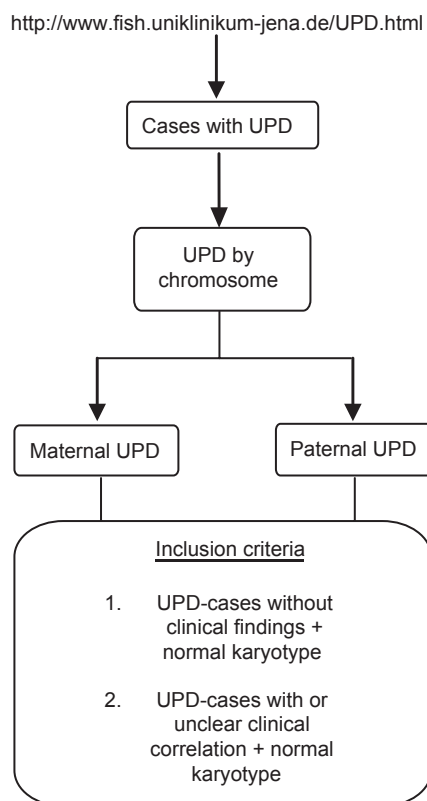 http://www.fish.uniklinikum-jena.de/UPD.html
Cases with UPD
UPD by
chromosome
Maternal UPD
Paternal UPD
Inclusion criteria
1. UPD-cases without
clinical findings +
normal karyotype
2. UPD-cases with or
unclear clinical
correlation + normal
karyotype